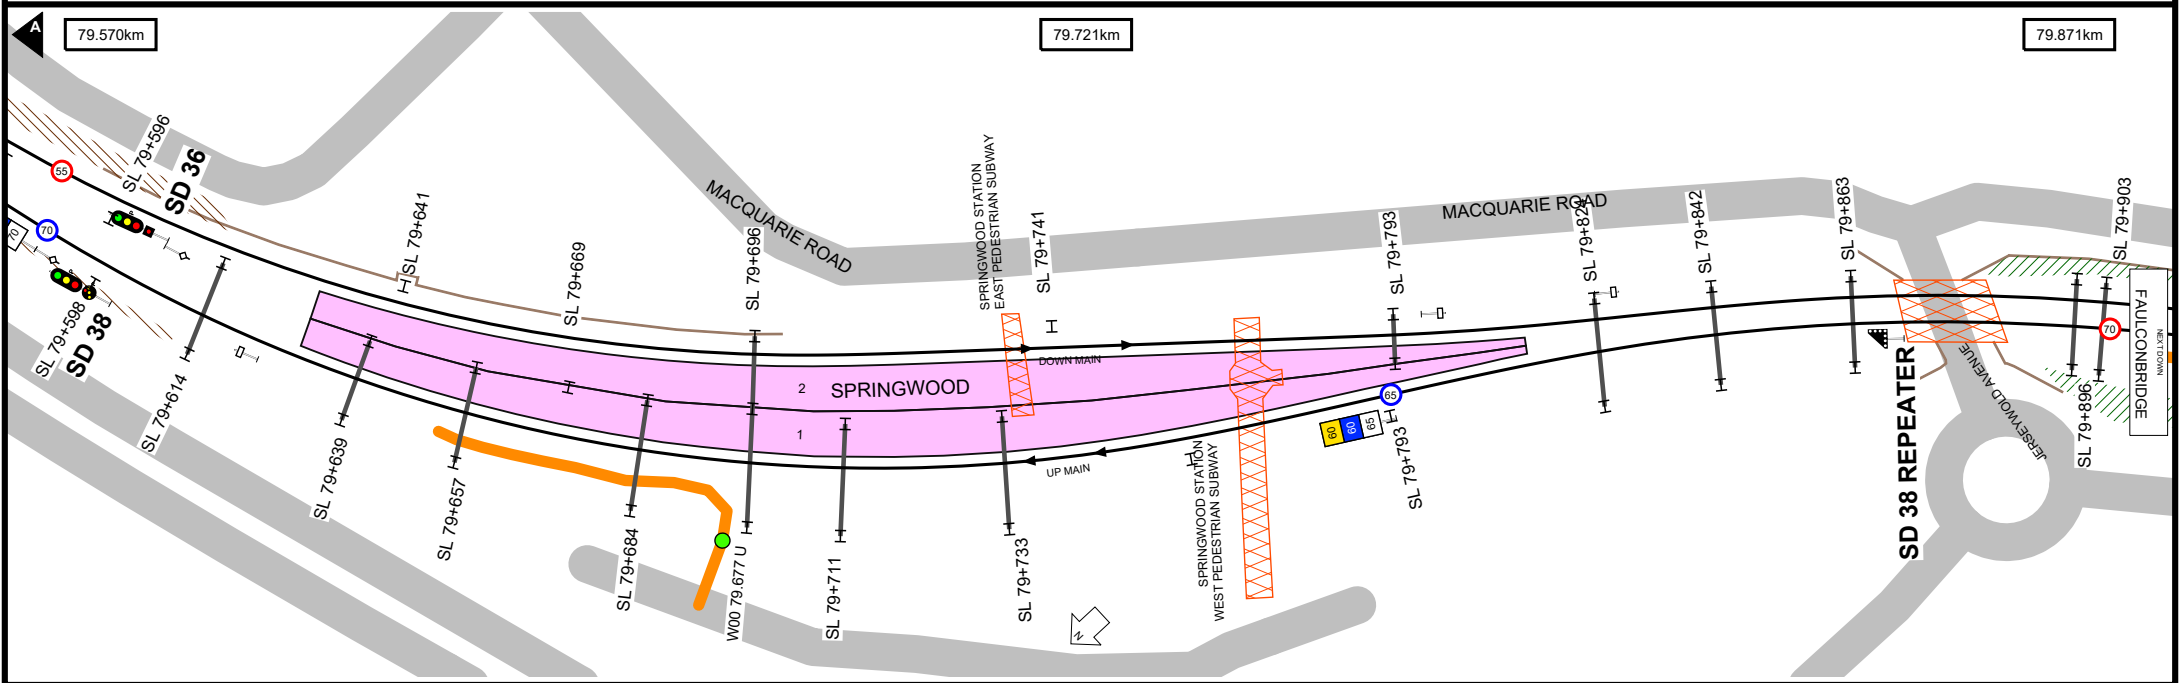 A
79.570km
79.721km
79.871km
SL 79+596
SD 36
55
70
70
SL 79+598
SD 38
SL 79+614
SL 79+641
SL 79+639
SL 79+669
SL 79+657
SL 79+684
SL 79+696
W00 79.677 U
MACQUARIE ROAD
SL 79+711
2
SPRINGWOOD
1
SPRINGWOOD STATION
EAST PEDESTRIAN SUBWAY
SL 79+741
DOWN MAIN
UP MAIN
SL 79+733
N
SPRINGWOOD STATION
WEST PEDESTRIAN SUBWAY
60
60
65
65
SL 79+793
SL 79+793
MACQUARIE ROAD
SL 79+824
SL 79+842
SL 79+863
SD 38 REPEATER
JERSEYWOLD AVENUE
SL 79+896
SL 79+903
70
FAULCONBRIDGE
NEXT DOWN